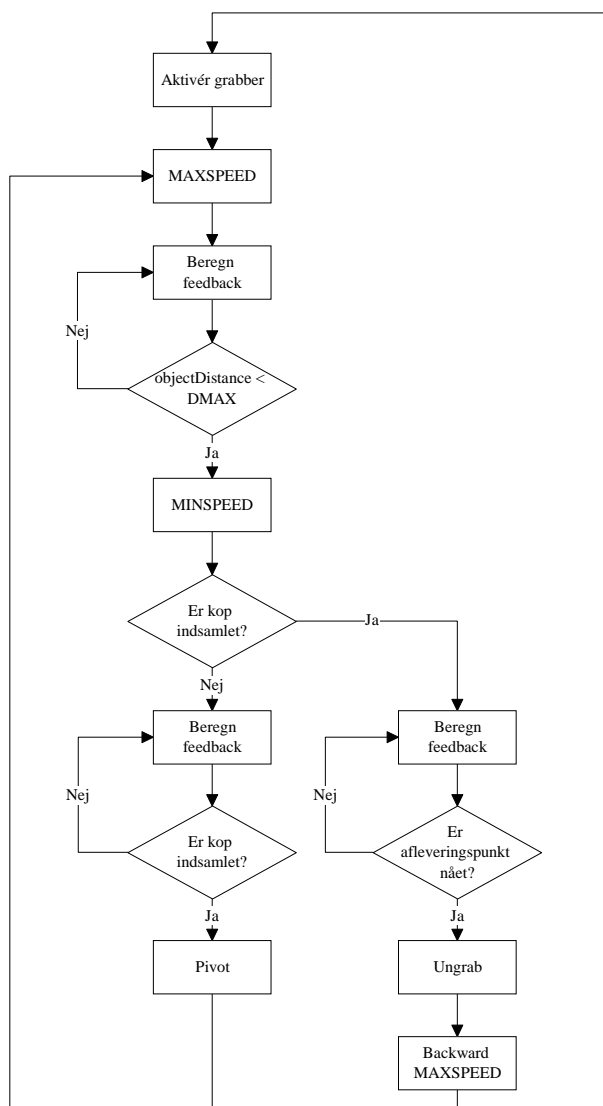 Aktivér grabber
MAXSPEED
Beregn
feedback
Nej
objectDistance <
DMAX
Ja
MINSPEED
Er kop
indsamlet?
Ja
Nej
Beregn
feedback
Beregn
feedback
Nej
Nej
Er kop
indsamlet?
Er
afleveringspunkt
nået?
Ja
Ja
Pivot
Ungrab
Backward
MAXSPEED